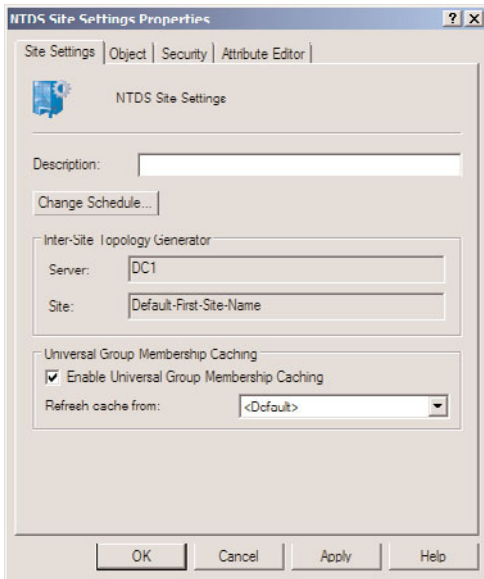 NTDS Site Settings Properties
Site Settings Object Security Attribute Editor
NTDS Site Settings
Description:
Change Schedule...
Inter-Site Topology Generator
Server: DC1
Site: Default-First-Site-Name
Universal Group Membership Caching
Enable Universal Group Membership Caching
Refresh cache from: <Default>
OK Cancel Apply Help